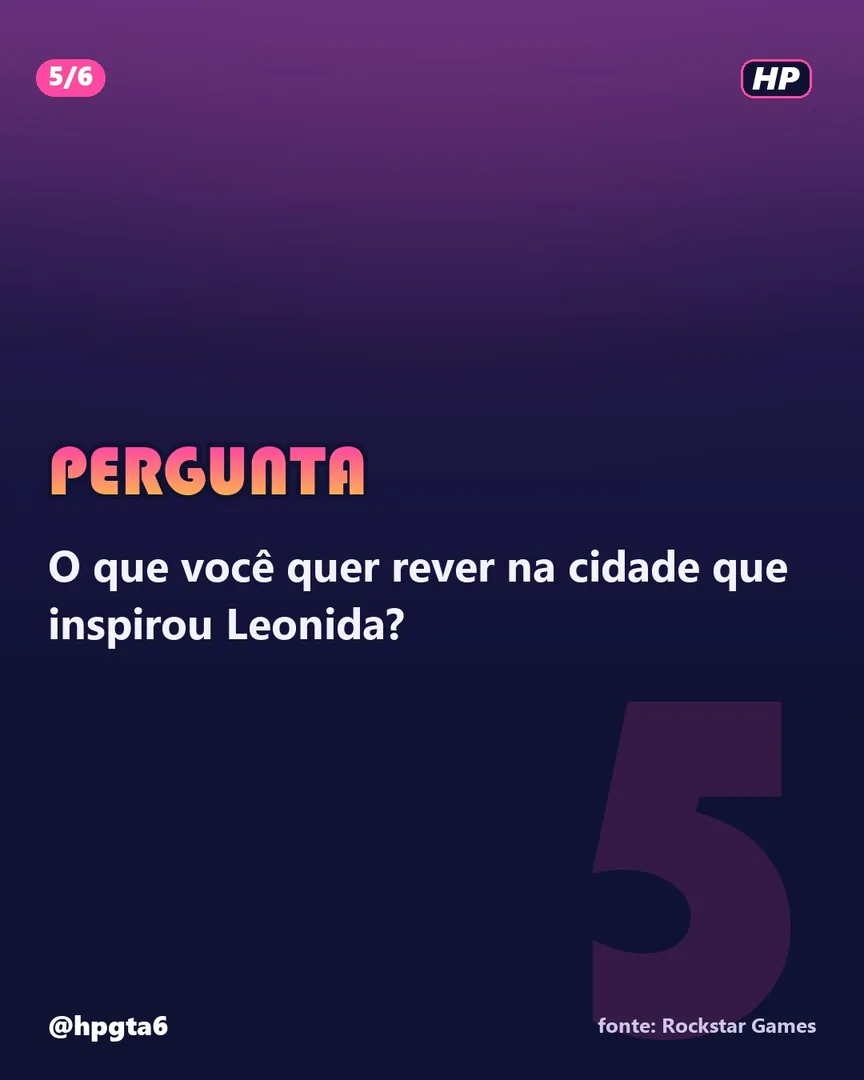 5/6
HP
PERGUNTA
O que você quer rever na cidade que
inspirou Leonida?
5
@hpgta6
fonte: Rockstar Games